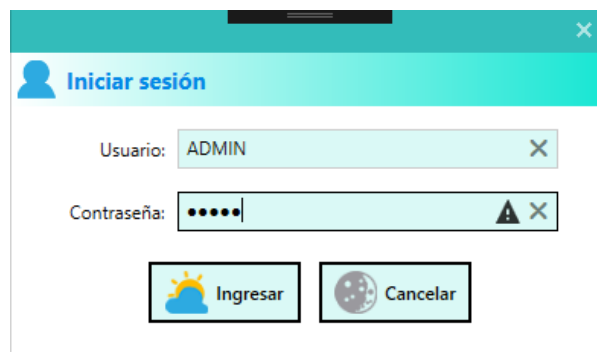 Iniciar sesión
Usuario: ADMIN
Contraseña: •••••
Ingresar Cancelar